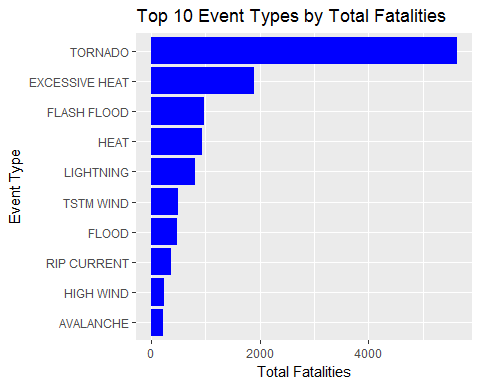 Top 10 Event Types by Total Fatalities
Event Type
TORNADO
EXCESSIVE HEAT
FLASH FLOOD
HEAT
LIGHTNING
TSTM WIND
FLOOD
RIP CURRENT
HIGH WIND
AVALANCHE
0 2000 4000
Total Fatalities